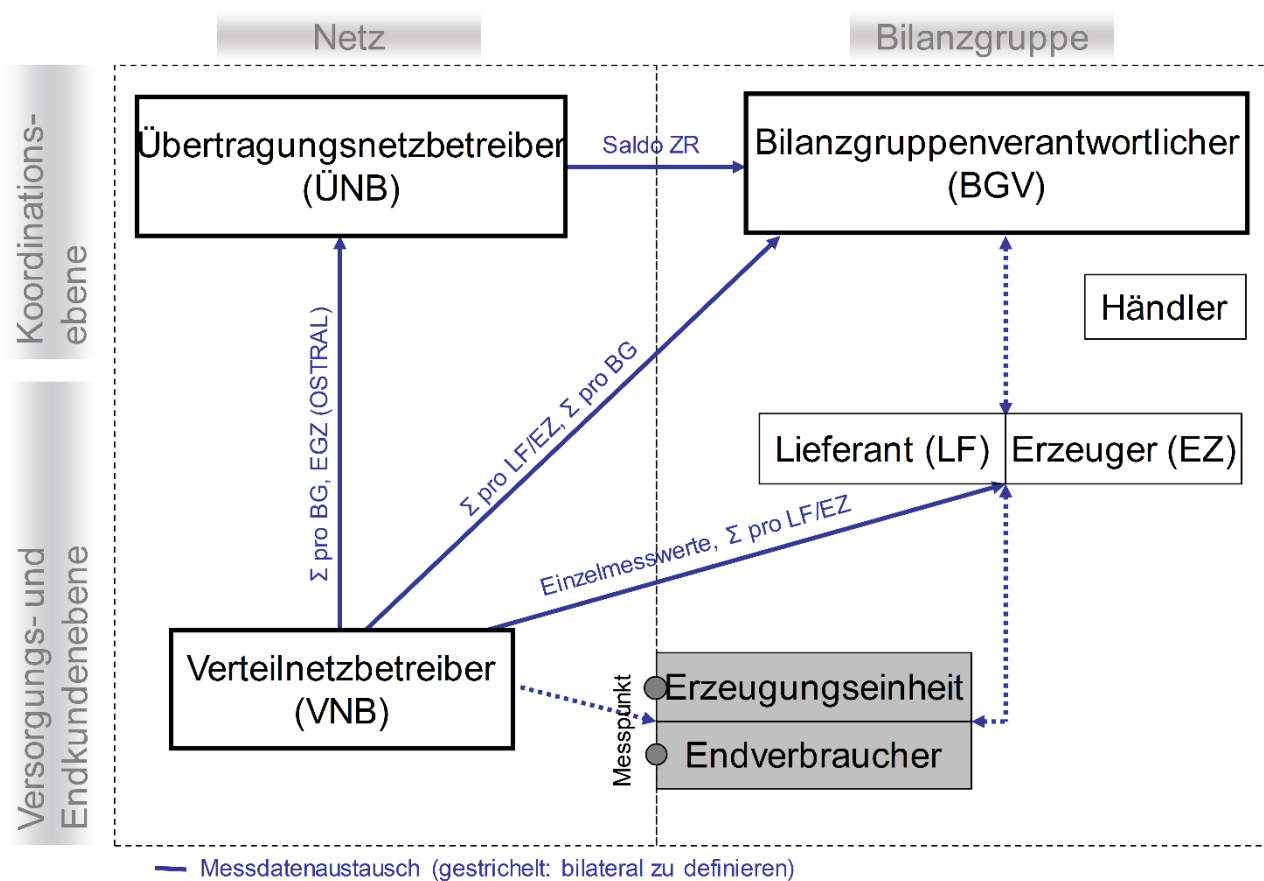 Netz
Bilanzgruppe
Koordinations-
ebene
Übertragungsnetzbetreiber
(ÜNB)
Saldo ZR
Bilanzgruppenverantwortlicher
(BGV)
Händler
Σ pro BG, EGZ (OSTRAL)
Σ pro LF/EZ, Σ pro BG
Lieferant (LF)
Erzeuger (EZ)
Einzelmesswerte, Σ pro LF/EZ
Versorgungs- und
Endkundenebene
Verteilnetzbetreiber
(VNB)
Messpunkt
Erzeugungseinheit
Endverbraucher
Messdatenaustausch (gestrichelt: bilateral zu definieren)